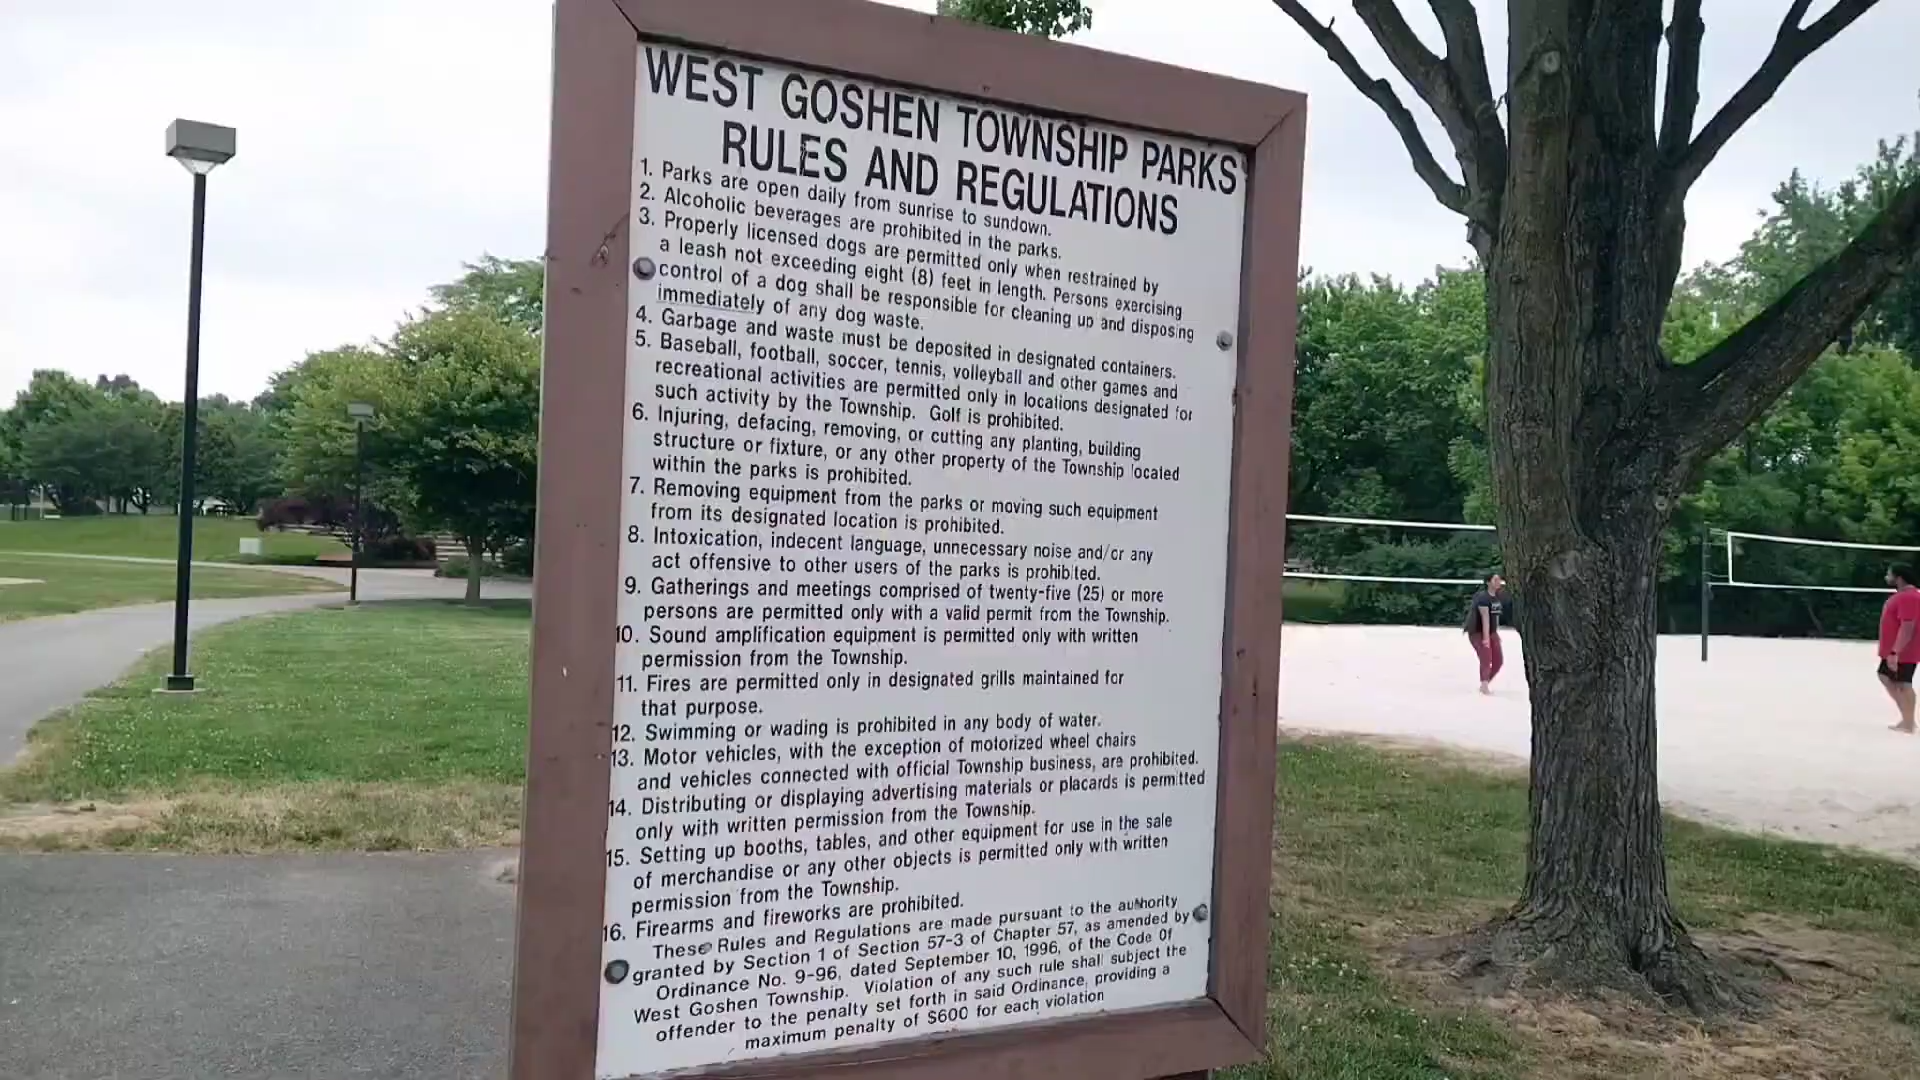 WEST GOSHEN TOWNSHIP PARKS
RULES AND REGULATIONS
1. Parks are open daily from sunrise to sundown.
2. Alcoholic beverages are prohibited in the parks.
3. Properly licensed dogs are permitted only when restrained by
a leash not exceeding eight (8) feet in length. Persons exercising
control of a dog shall be responsible for cleaning up and disposing
immediately of any dog waste.
4. Garbage and waste must be deposited in designated containers.
5. Baseball, football, soccer, tennis, volleyball and other games and
recreational activities are permitted only in locations designated for
such activity by the Township. Golf is prohibited.
6. Injuring, defacing, removing, or cutting any planting, building
structure or fixture, or any other property of the Township located
within the parks is prohibited.
7. Removing equipment from the parks or moving such equipment
from its designated location is prohibited.
8. Intoxication, indecent language, unnecessary noise and/or any
act offensive to other users of the parks is prohibited.
9. Gatherings and meetings comprised of twenty-five (25) or more
persons are permitted only with a valid permit from the Township.
10. Sound amplification equipment is permitted only with written
permission from the Township.
11. Fires are permitted only in designated grills maintained for
that purpose.
12. Swimming or wading is prohibited in any body of water.
13. Motor vehicles, with the exception of motorized wheel chairs
and vehicles connected with official Township business, are prohibited.
14. Distributing or displaying advertising materials or placards is permitted
only with written permission from the Township.
15. Setting up booths, tables, and other equipment for use in the sale
of merchandise or any other objects is permitted only with written
permission from the Township.
16. Firearms and fireworks are prohibited.
These Rules and Regulations are made pursuant to the authority
granted by Section 1 of Section 57-3 of Chapter 57, as amended by
Ordinance No. 9-96, dated September 10, 1996, of the Code Of
West Goshen Township. Violation of any such rule shall subject the
offender to the penalty set forth in said Ordinance, providing a
maximum penalty of $600 for each violation